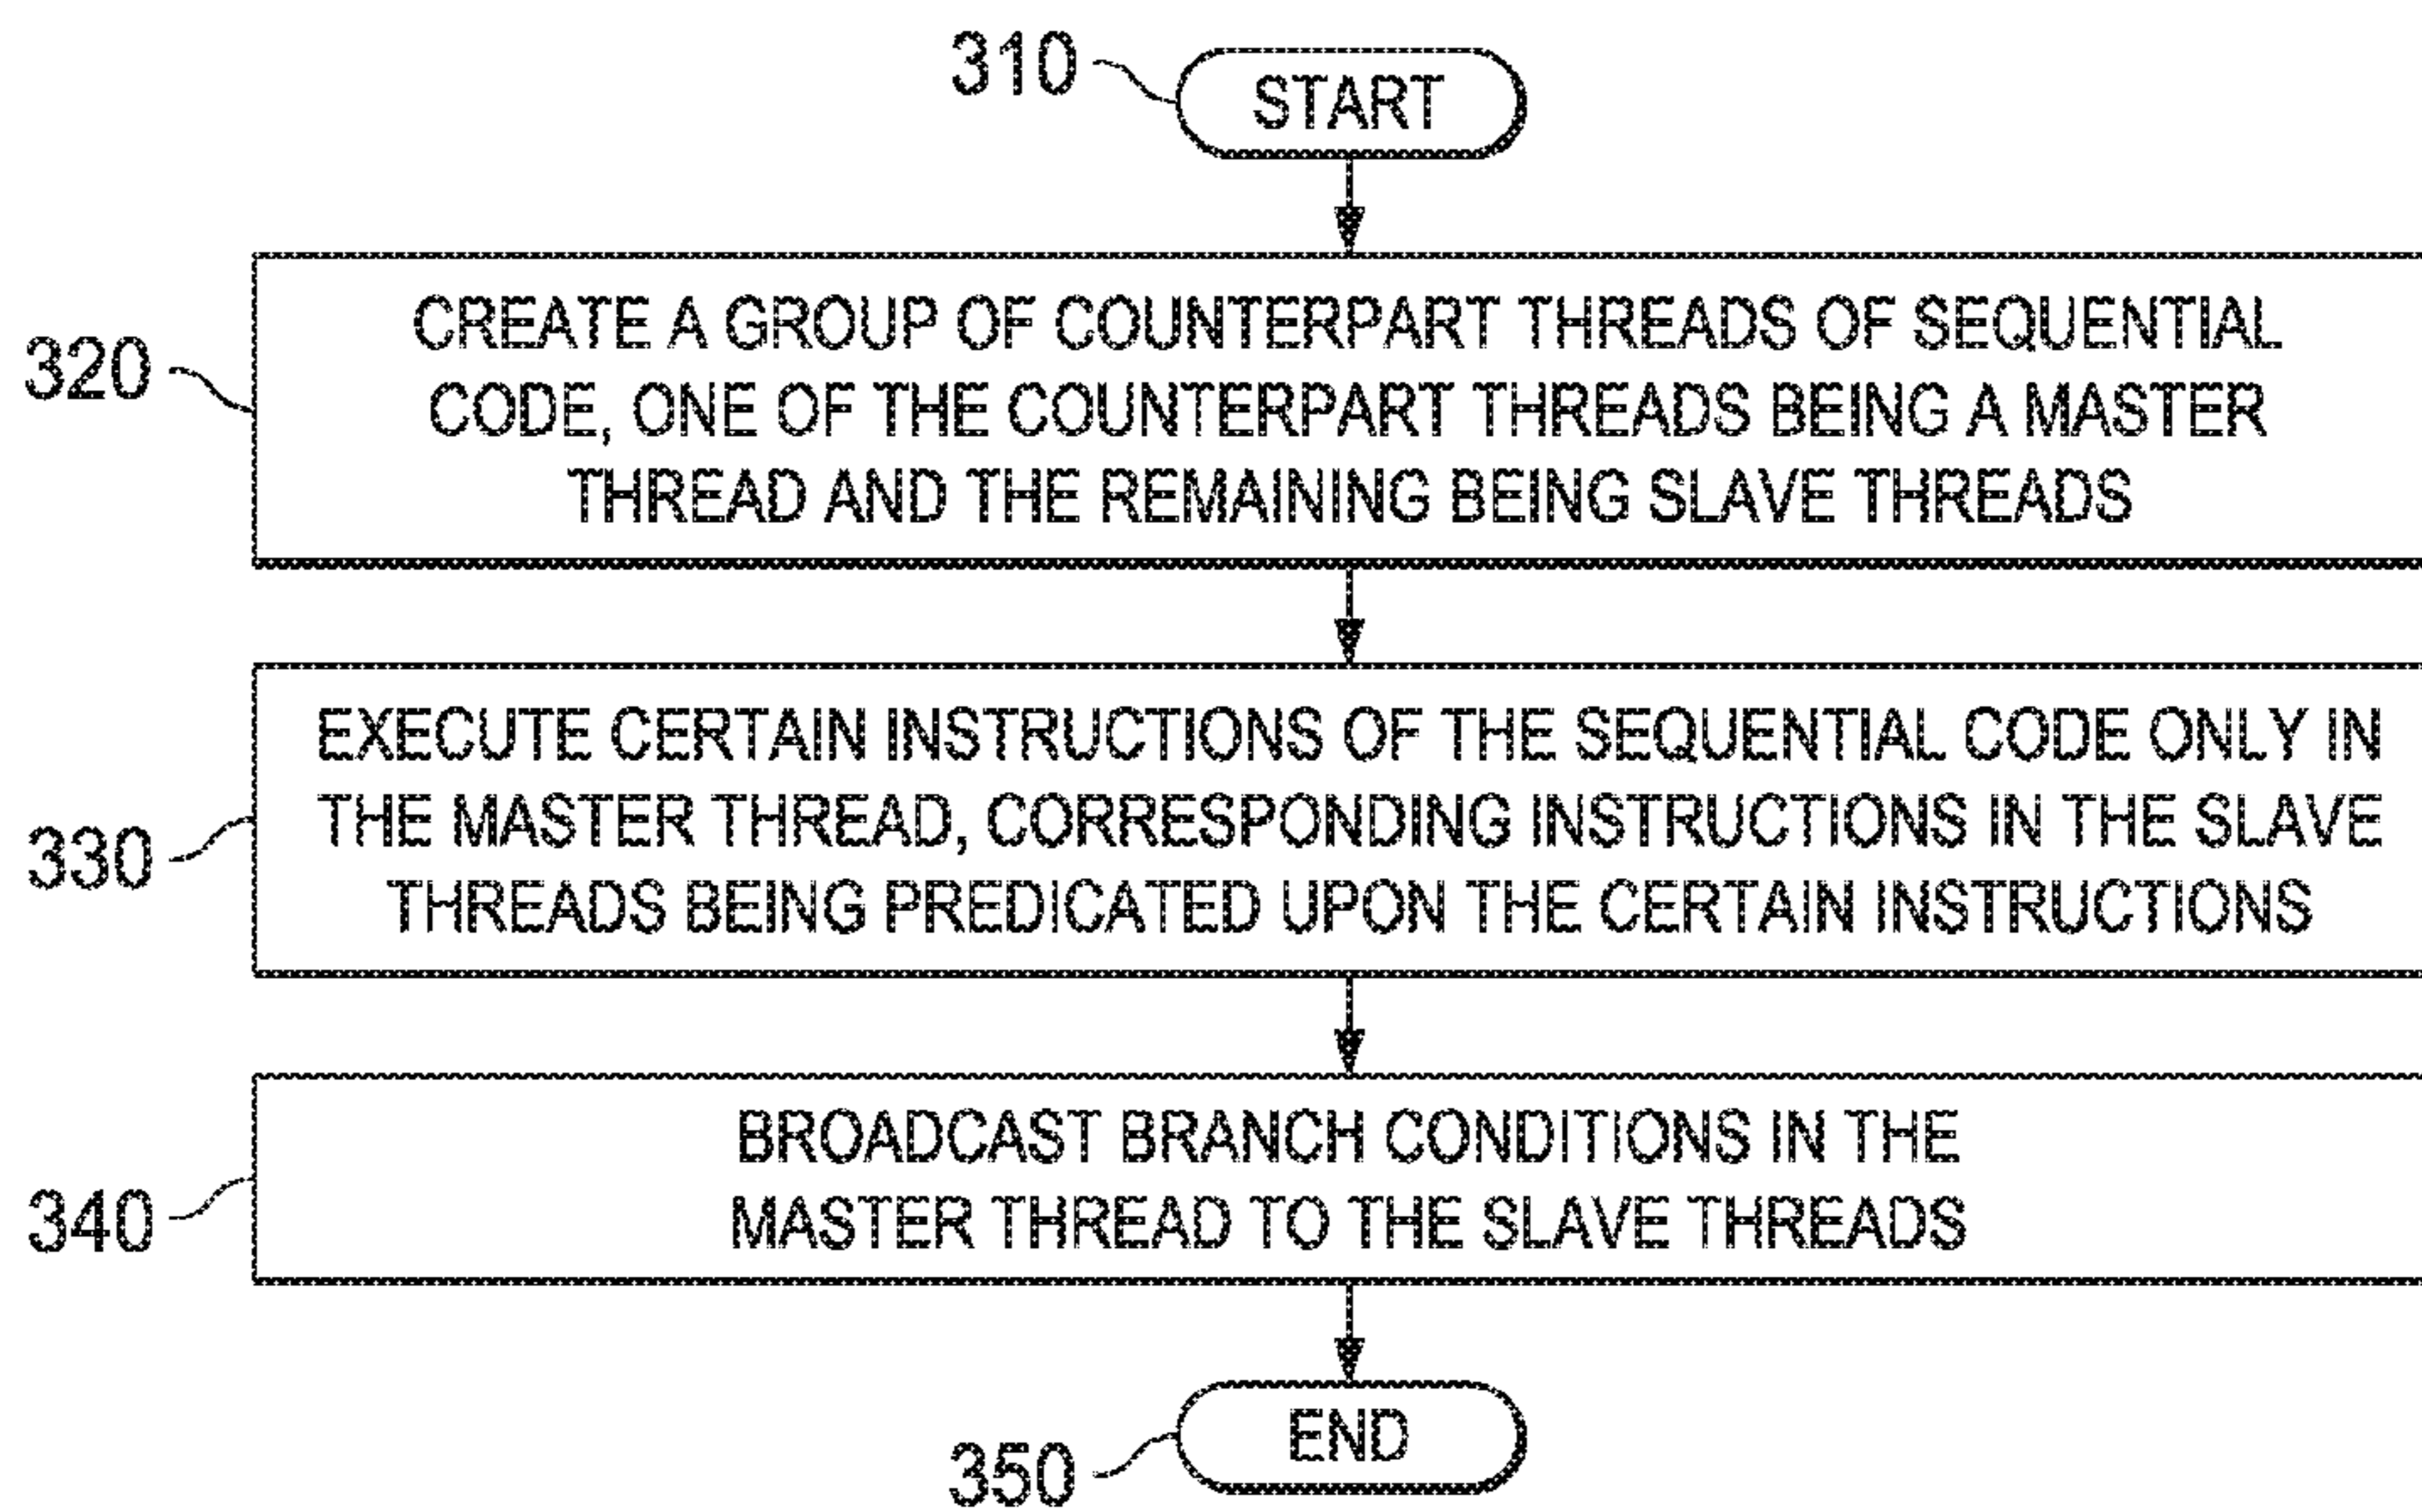 310
START
320
CREATE A GROUP OF COUNTERPART THREADS OF SEQUENTIAL
CODE, ONE OF THE COUNTERPART THREADS BEING A MASTER
THREAD AND THE REMAINING BEING SLAVE THREADS
330
EXECUTE CERTAIN INSTRUCTIONS OF THE SEQUENTIAL CODE ONLY IN
THE MASTER THREAD, CORRESPONDING INSTRUCTIONS IN THE SLAVE
THREADS BEING PREDICATED UPON THE CERTAIN INSTRUCTIONS
340
BROADCAST BRANCH CONDITIONS IN THE
MASTER THREAD TO THE SLAVE THREADS
350
END